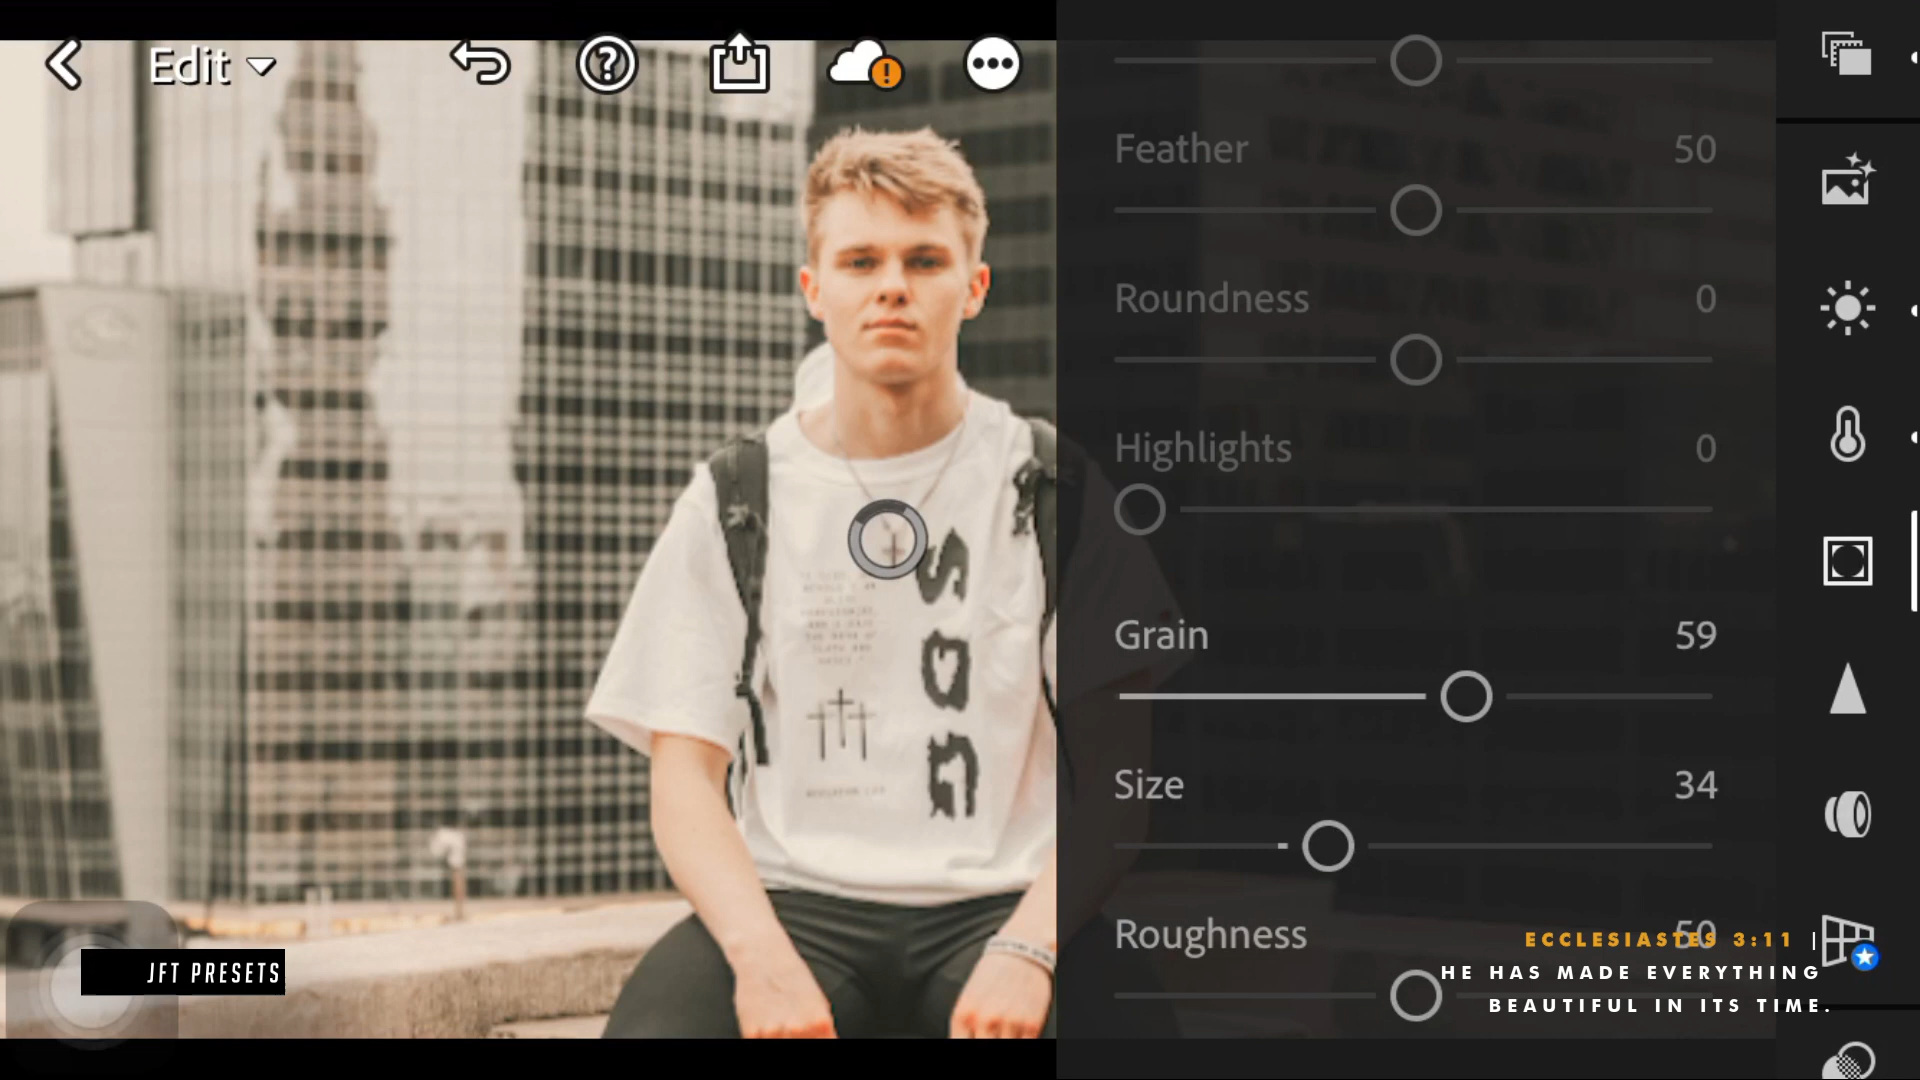 Edit
Feather 50
Roundness 0
Highlights 0
Grain 59
Size 34
Roughness 50
JFT PRESETS
ECCLESIASTES 3:11 |
HE HAS MADE EVERYTHING
BEAUTIFUL IN ITS TIME.